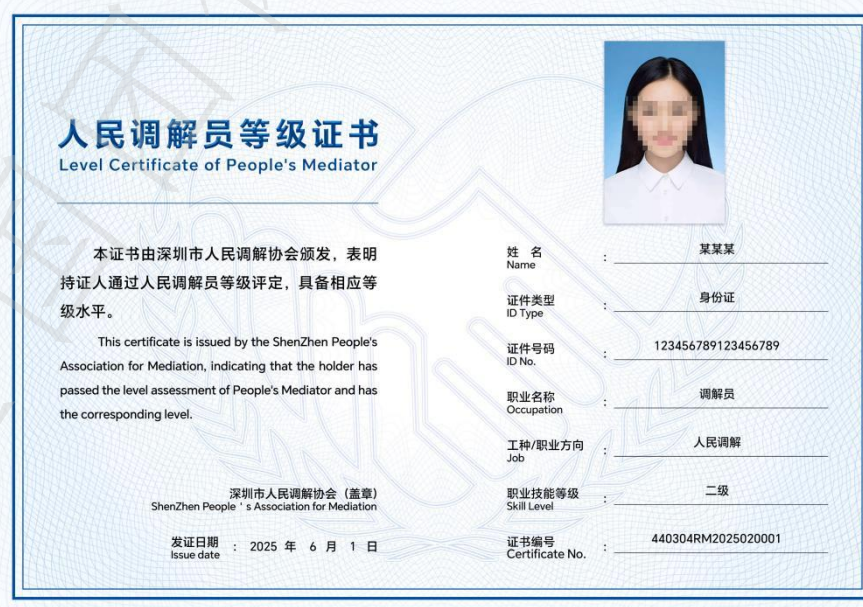 人民调解员等级证书
Level Certificate of People's Mediator
本证书由深圳市人民调解协会颁发，表明
持证人通过人民调解员等级评定，具备相应等
级水平。
This certificate is issued by the ShenZhen People's
Association for Mediation, indicating that the holder has
passed the level assessment of People's Mediator and has
the corresponding level.
深圳市人民调解协会（盖章）
ShenZhen People's Association for Mediation
发证日期 : 2025 年 6 月 1 日
Issue date
姓 名 : 某某某
Name
证件类型 : 身份证
ID Type
证件号码 : 123456789123456789
ID No.
职业名称 : 调解员
Occupation
工种/职业方向 : 人民调解
Job
职业技能等级 : 二级
Skill Level
证书编号 : 440304RM2025020001
Certificate No.